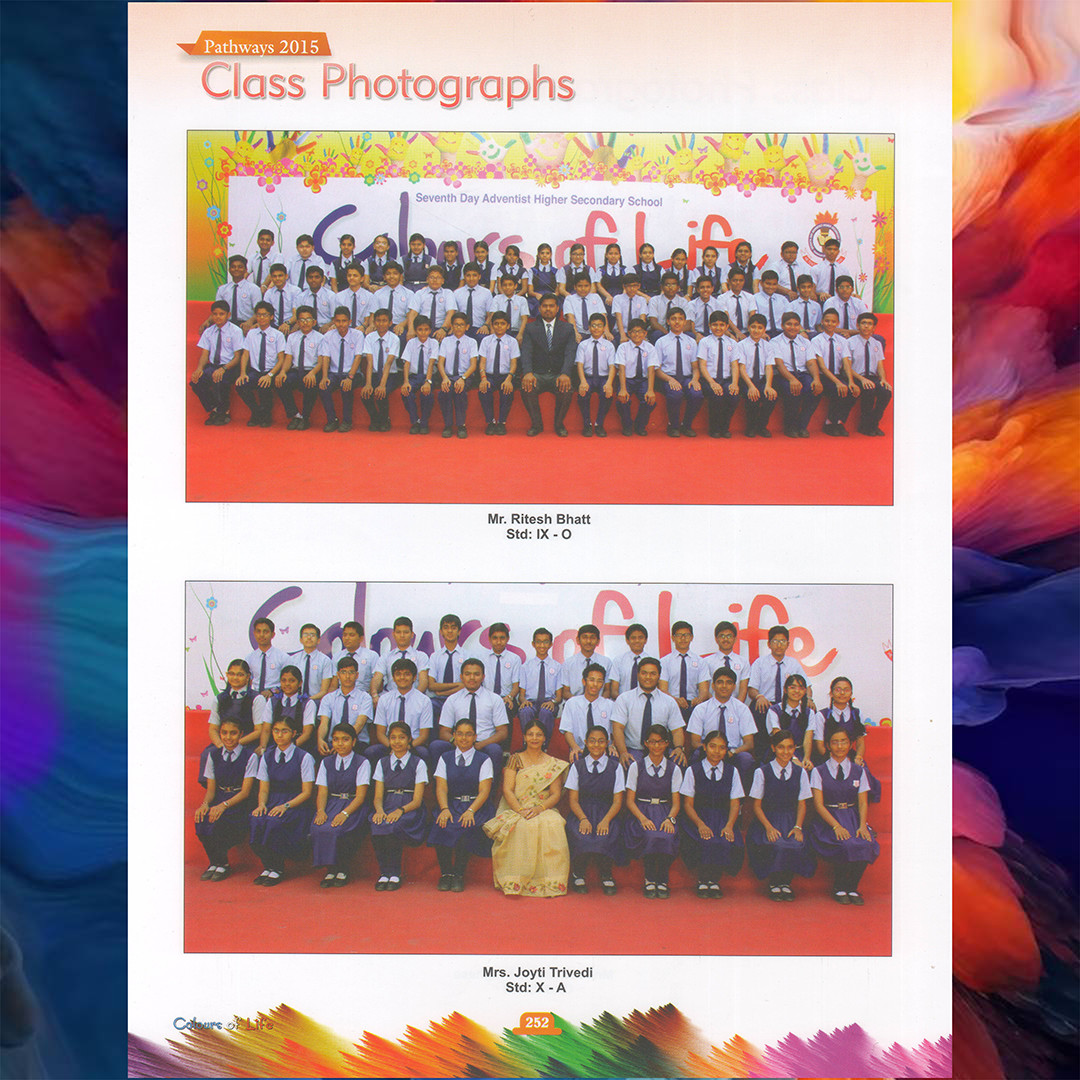 Pathways 2015
Class Photographs
Seventh Day Adventist Higher Secondary School
Colours of Life
Mr. Ritesh Bhatt
Std: IX - O
Colours of Life
Mrs. Joyti Trivedi
Std: X - A
Colours of Life
252